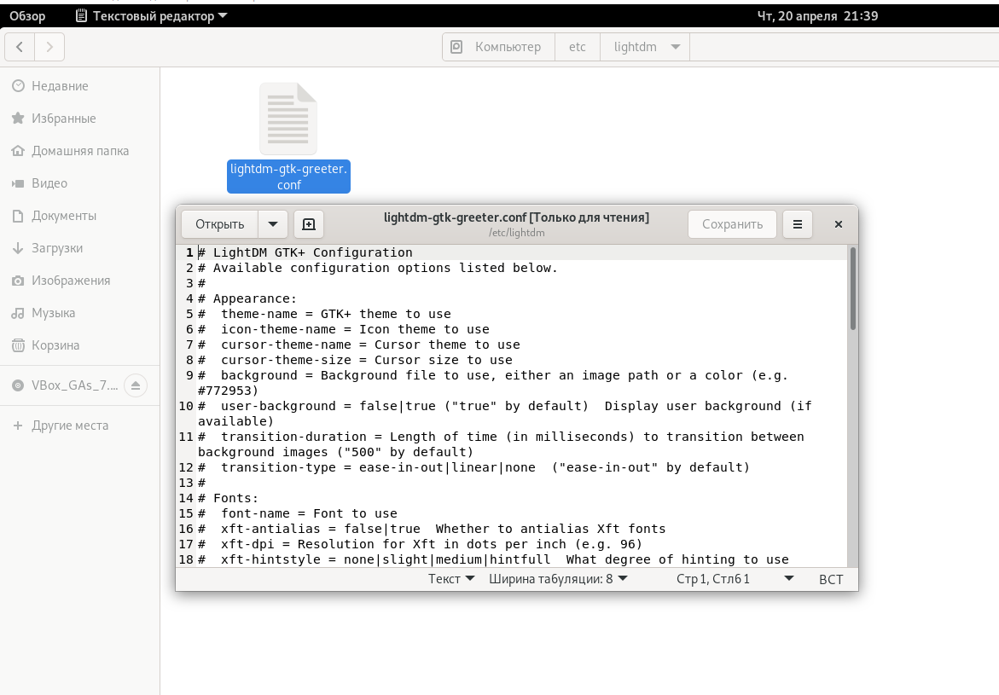 Обзор
Текстовый редактор
Чт, 20 апреля 21:39
Компьютер
etc
lightdm
Недавние
Избранные
Домашняя папка
Видео
Документы
Загрузки
Изображения
Музыка
Корзина
VBox_GAs_7....
Другие места
lightdm-gtk-greeter.
conf
Открыть
lightdm-gtk-greeter.conf [Только для чтения]
/etc/lightdm
Сохранить
1 # LightDM GTK+ Configuration
2 # Available configuration options listed below.
3 #
4 # Appearance:
5 #  theme-name = GTK+ theme to use
6 #  icon-theme-name = Icon theme to use
7 #  cursor-theme-name = Cursor theme to use
8 #  cursor-theme-size = Cursor size to use
9 #  background = Background file to use, either an image path or a color (e.g.
#772953)
10 #  user-background = false|true ("true" by default)  Display user background (if
available)
11 #  transition-duration = Length of time (in milliseconds) to transition between
background images ("500" by default)
12 #  transition-type = ease-in-out|linear|none  ("ease-in-out" by default)
13 #
14 # Fonts:
15 #  font-name = Font to use
16 #  xft-antialias = false|true  Whether to antialias Xft fonts
17 #  xft-dpi = Resolution for Xft in dots per inch (e.g. 96)
18 #  xft-hintstyle = none|slight|medium|hintfull  What degree of hinting to use
Текст
Ширина табуляции: 8
Стр 1, Стлб 1
ВСТ